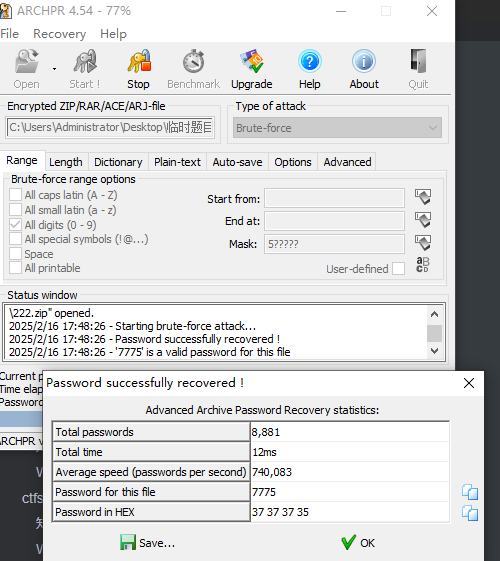 ARCHPR 4.54 - 77%
File Recovery Help
Open Start ! Stop Benchmark Upgrade Help About Quit
Encrypted ZIP/RAR/ACE/ARJ-file
Type of attack
C:\Users\Administrator\Desktop\临时题目
Brute-force
Range Length Dictionary Plain-text Auto-save Options Advanced
Brute-force range options
All caps latin (A - Z)
All small latin (a - z)
All digits (0 - 9)
All special symbols (!@...)
Space
All printable
Start from:
End at:
Mask: 5?????
User-defined
Status window
\222.zip" opened.
2025/2/16 17:48:26 - Starting brute-force attack...
2025/2/16 17:48:26 - Password successfully recovered !
2025/2/16 17:48:26 - '7775' is a valid password for this file
Current p
Time elap
Password
ARCHPR v
W
ctfs
W
Password successfully recovered !
Advanced Archive Password Recovery statistics:
Total passwords 8,881
Total time 12ms
Average speed (passwords per second) 740,083
Password for this file 7775
Password in HEX 37 37 37 35
Save... OK